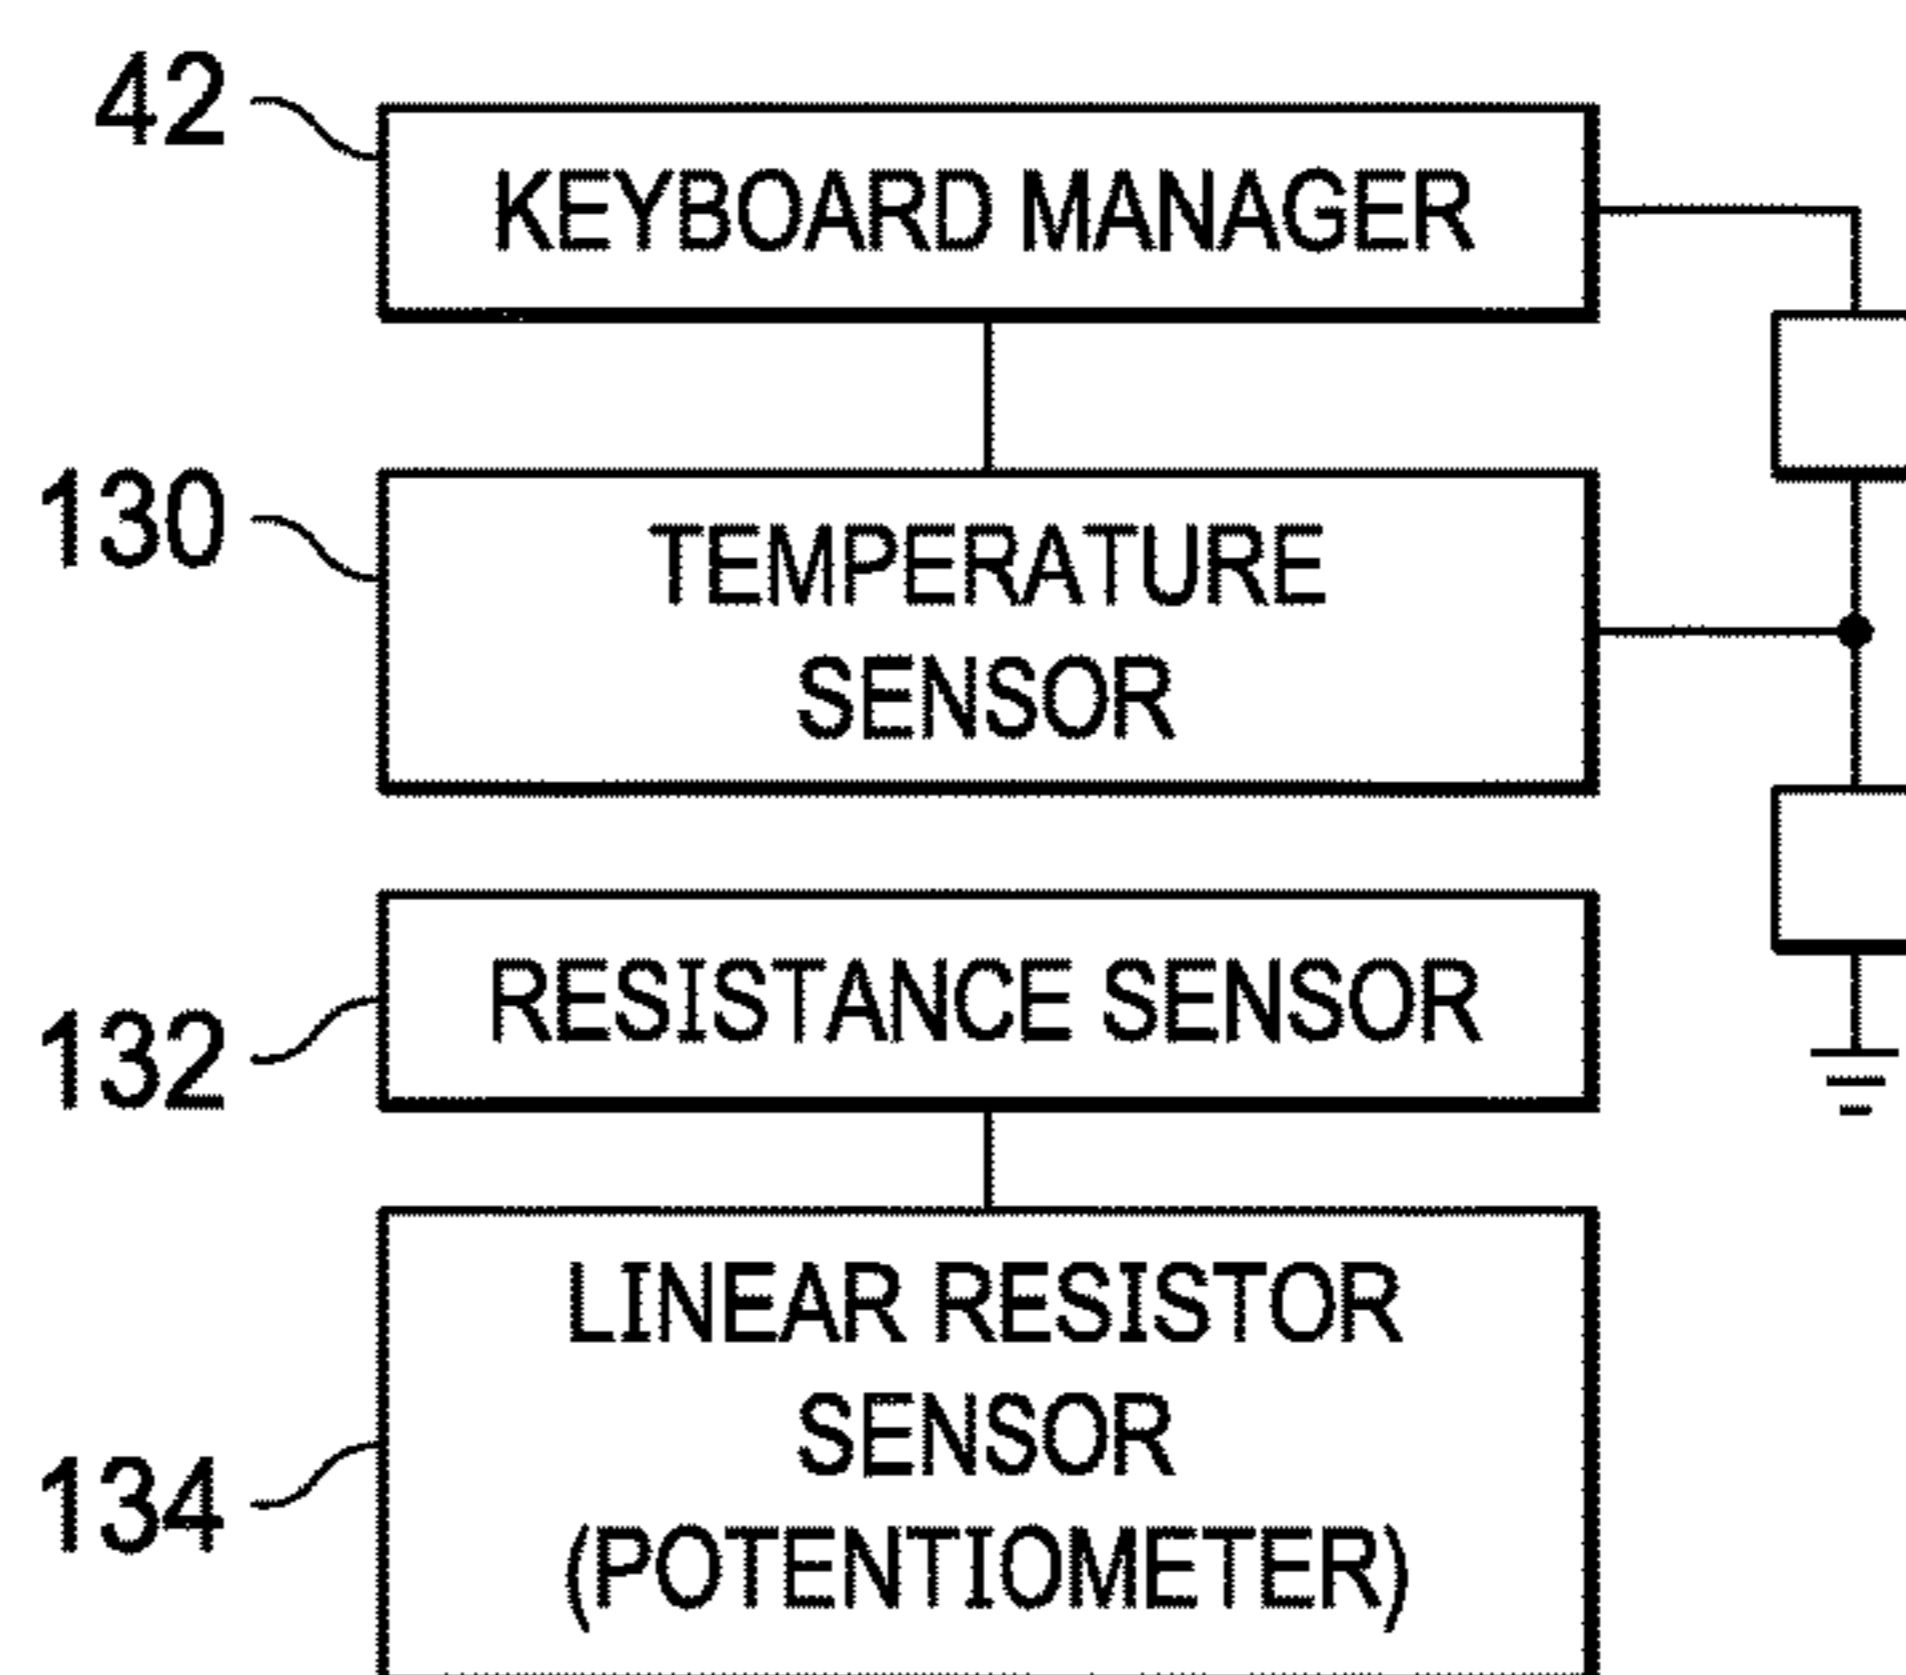 42
KEYBOARD MANAGER
130
TEMPERATURE
SENSOR
132
RESISTANCE SENSOR
134
LINEAR RESISTOR
SENSOR
(POTENTIOMETER)